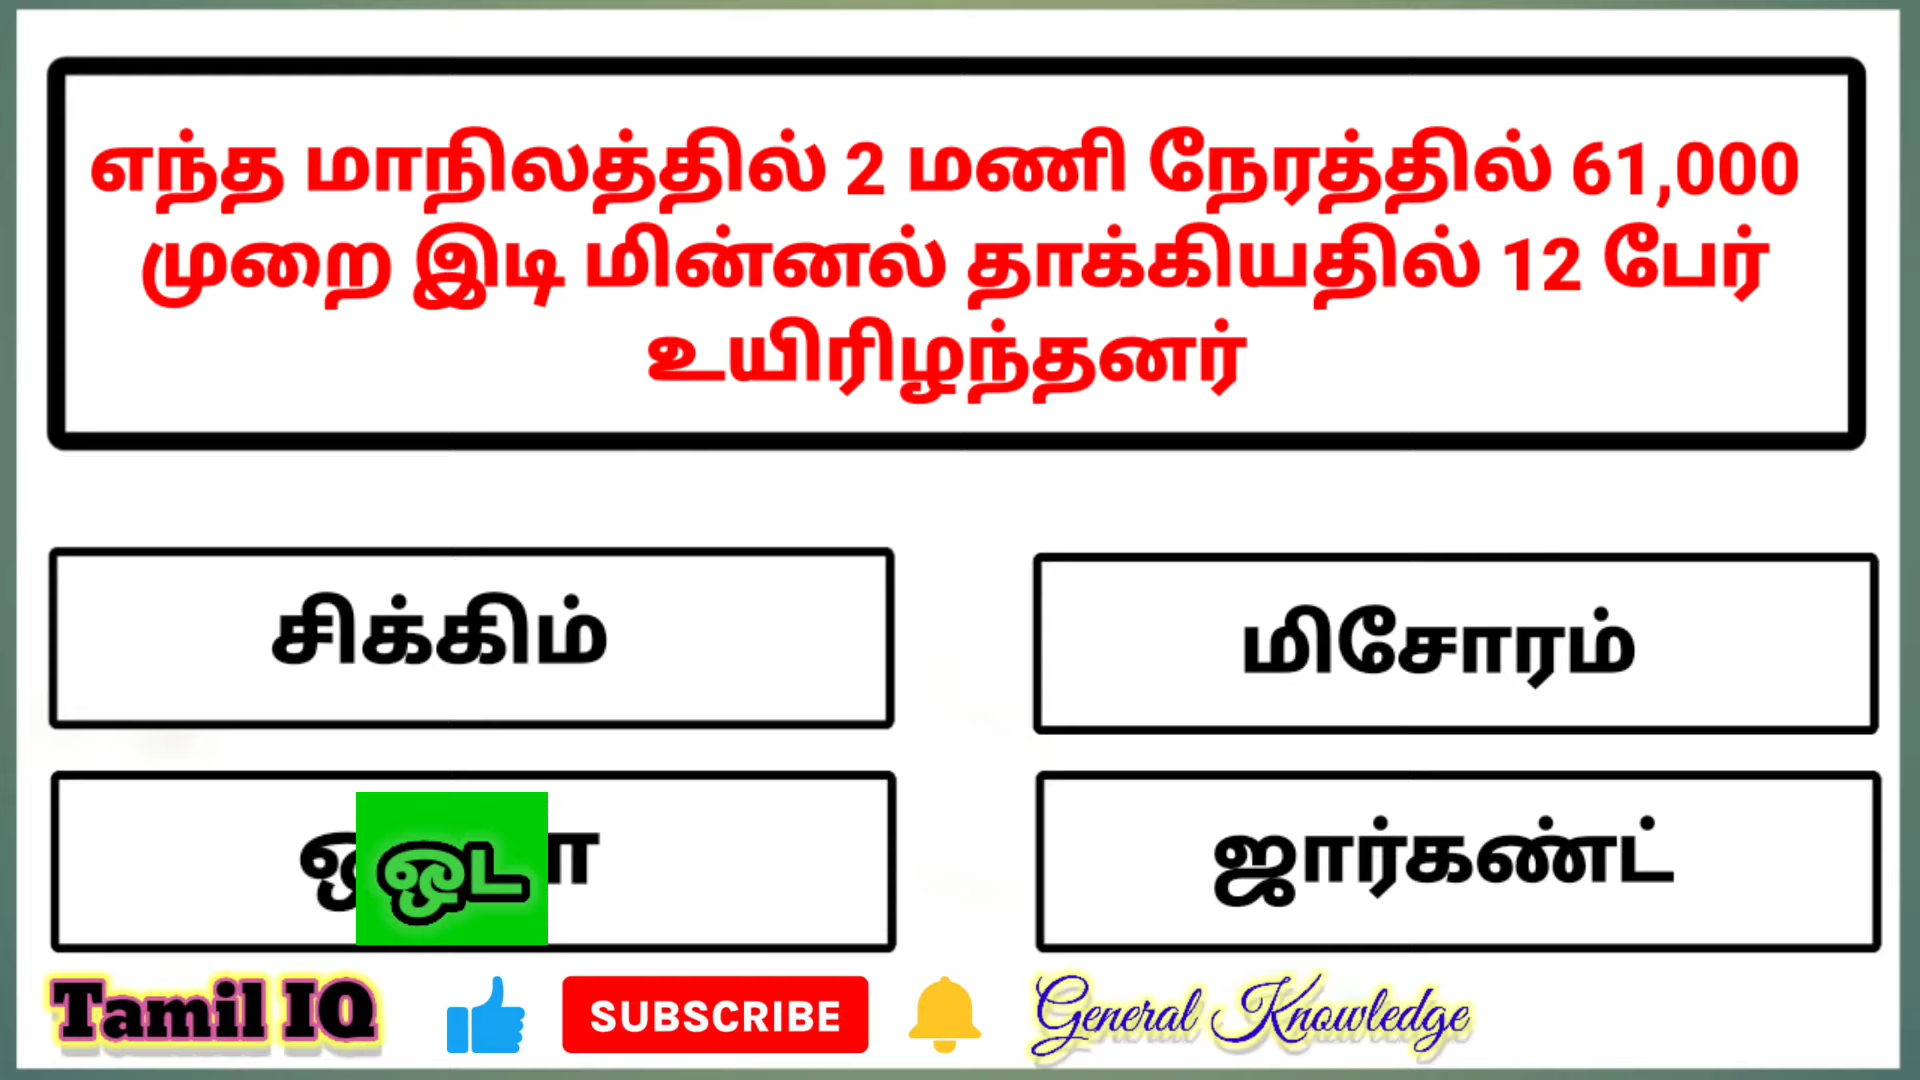 எந்த மாநிலத்தில் 2 மணி நேரத்தில் 61,000
முறை இடி மின்னல் தாக்கியதில் 12 பேர்
உயிரிழந்தனர்
சிக்கிம்
மிசோரம்
ஒட
ஜார்கண்ட்
Tamil IQ
SUBSCRIBE
General Knowledge